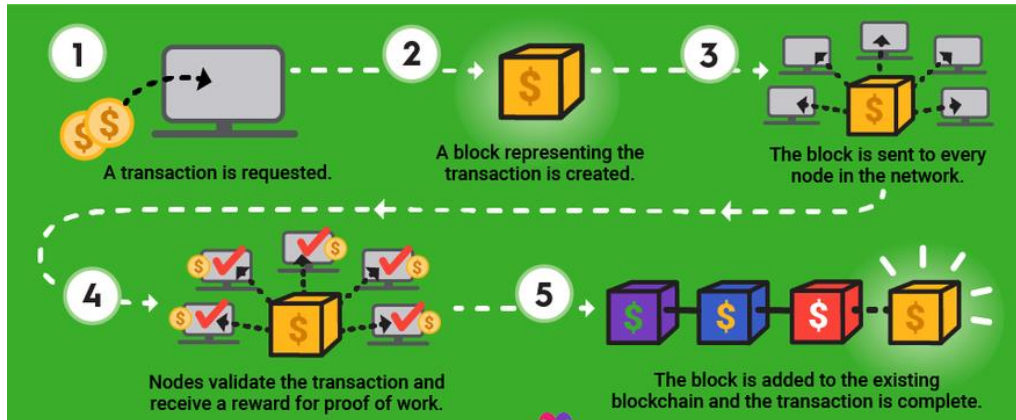 1
A transaction is requested.
2
A block representing the
transaction is created.
3
The block is sent to every
node in the network.
4
Nodes validate the transaction and
receive a reward for proof of work.
5
The block is added to the existing
blockchain and the transaction is complete.